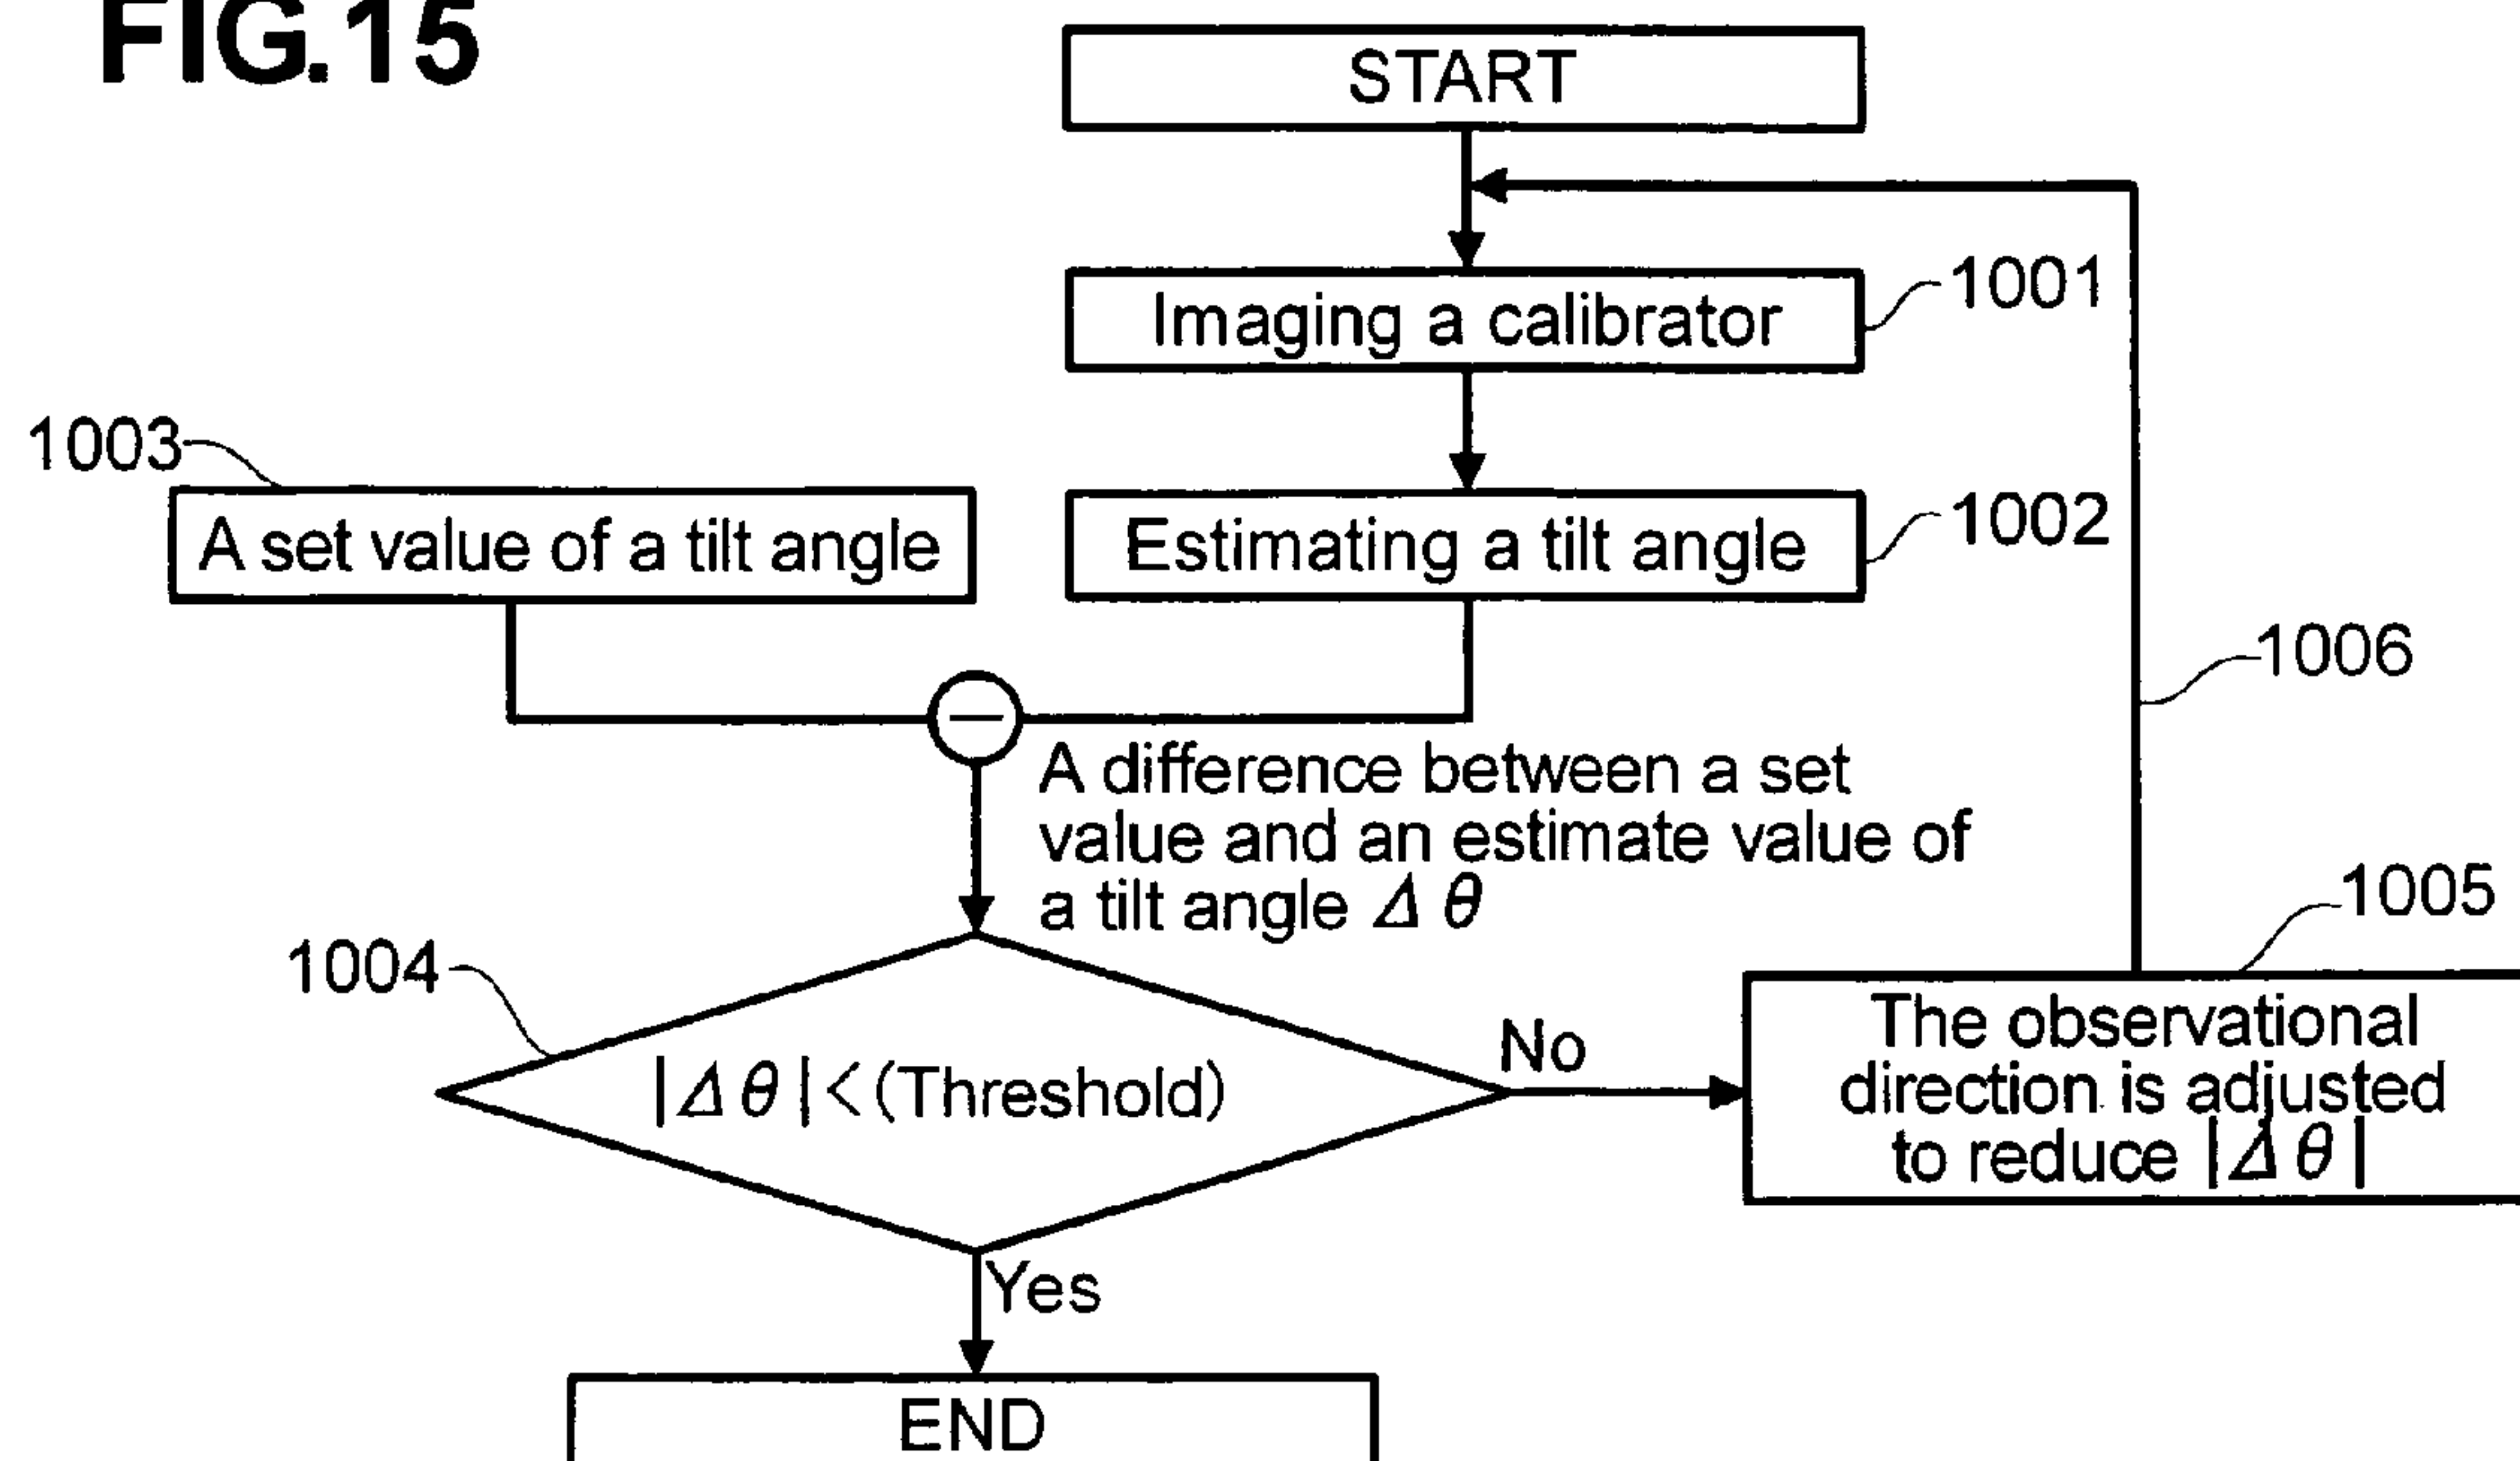 FIG.15
START
Imaging a calibrator
1001
1003
A set value of a tilt angle
Estimating a tilt angle
1002
1006
A difference between a set
value and an estimate value of
a tilt angle Δθ
1004
|Δθ|<(Threshold)
No
1005
The observational
direction is adjusted
to reduce |Δθ|
Yes
END